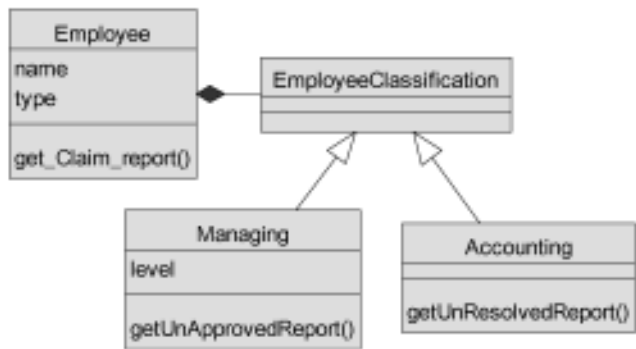 Employee
name
type
get_Claim_report()
EmployeeClassification
Managing
level
getUnApprovedReport()
Accounting
getUnResolvedReport()